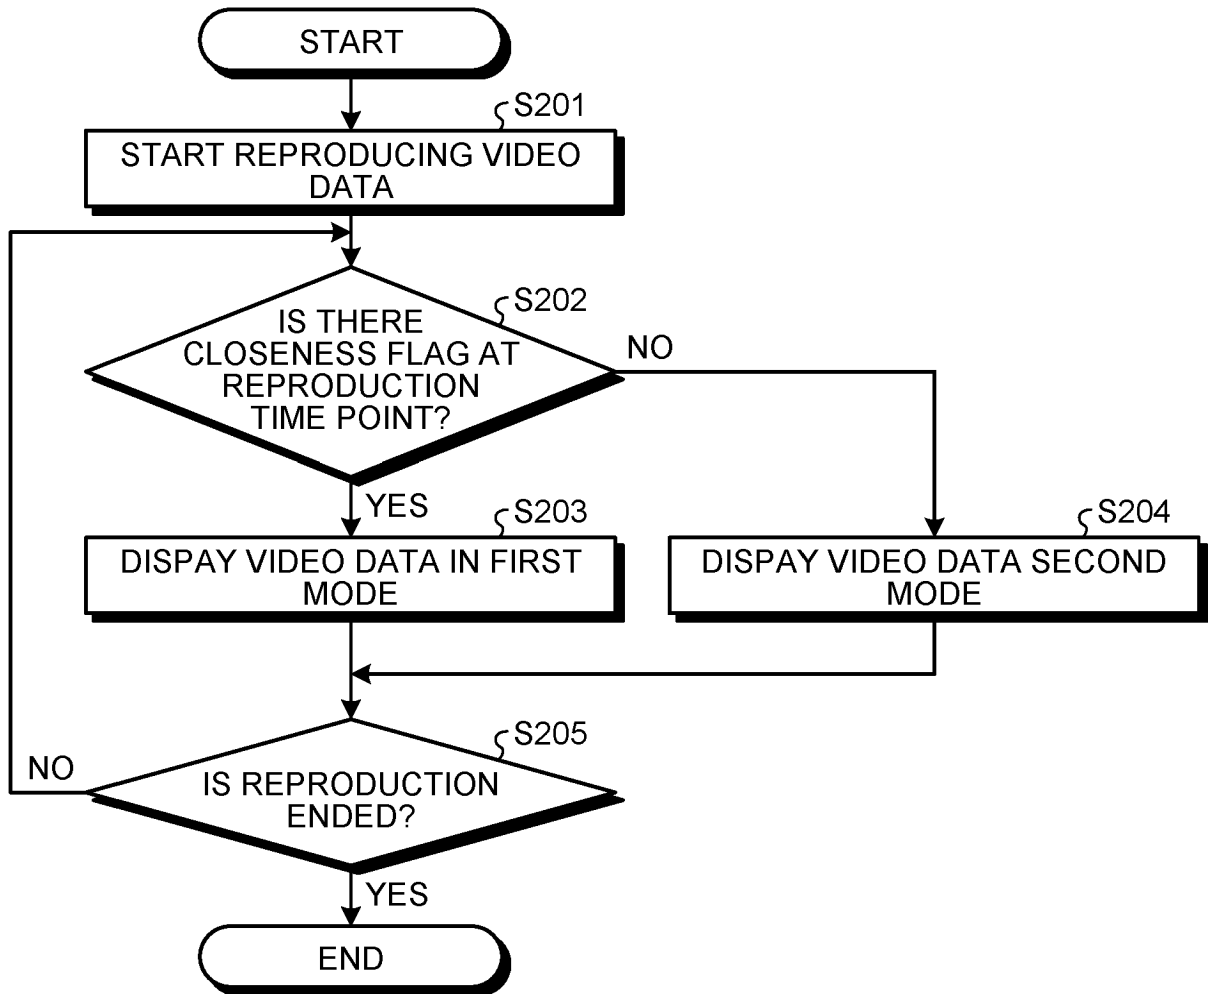 START
S201
START REPRODUCING VIDEO
DATA
S202
IS THERE
CLOSENESS FLAG AT
REPRODUCTION
TIME POINT?
NO
YES
S203
DISPAY VIDEO DATA IN FIRST
MODE
S204
DISPAY VIDEO DATA SECOND
MODE
S205
IS REPRODUCTION
ENDED?
NO
YES
END